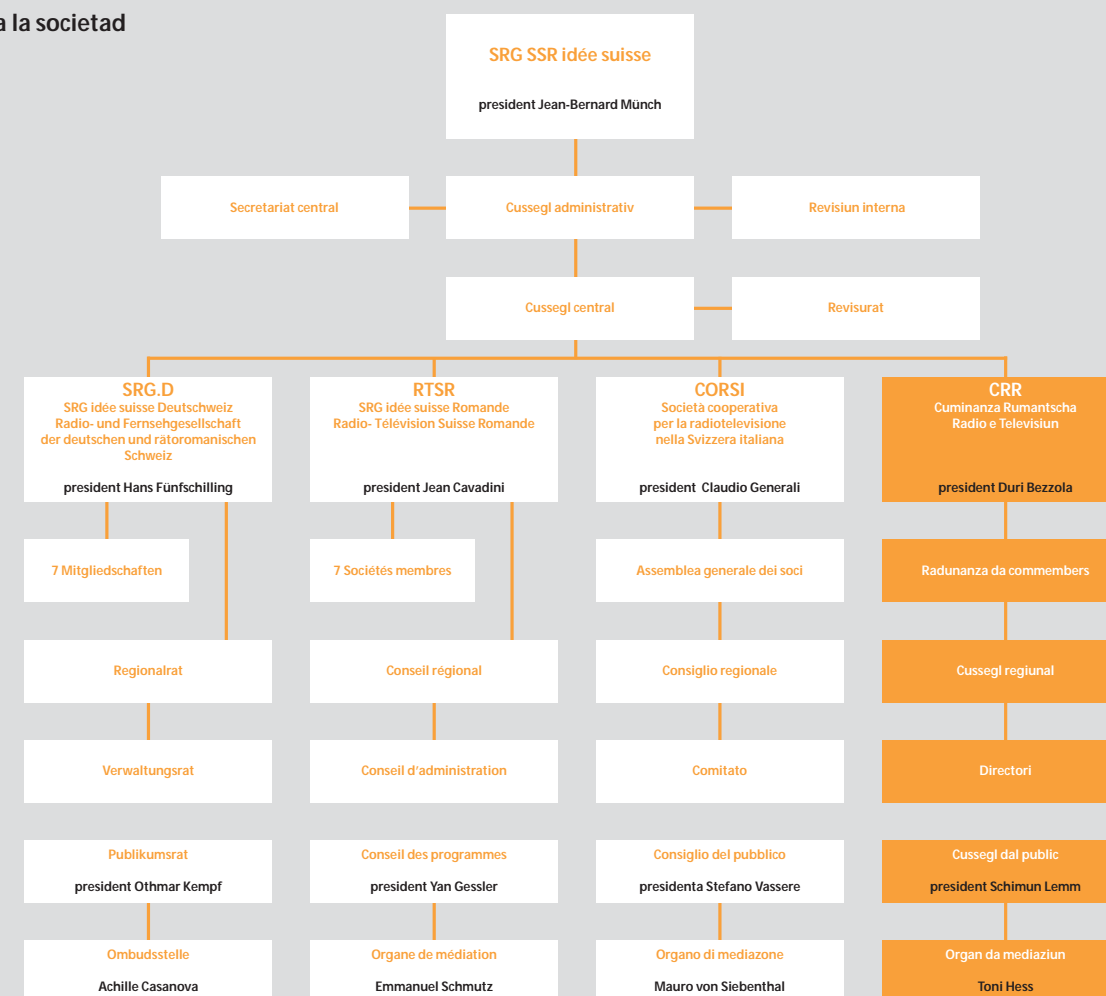 a la societad
SRG SSR idée suisse
president Jean-Bernard Münch
Secretariat central
Cussegl administrativ
Revisiun interna
Cussegl central
Revisurat
SRG.D
SRG idée suisse Deutschweiz
Radio- und Fernsehgesellschaft
der deutschen und rätoromanischen
Schweiz
president Hans Fünfschilling
RTSR
SRG idée suisse Romande
Radio- Télévision Suisse Romande
president Jean Cavadini
CORSI
Società cooperativa
per la radiotelevisione
nella Svizzera italiana
president Claudio Generali
CRR
Cuminanza Rumantscha
Radio e Televisiun
president Duri Bezzola
7 Mitgliedschaften
7 Sociétés membres
Assemblea generale dei soci
Radunanza da commembers
Regionalrat
Conseil régional
Consiglio regionale
Cussegl regiunal
Verwaltungsrat
Conseil d'administration
Comitato
Directori
Publikumsrat
president Othmar Kempf
Conseil des programmes
president Yan Gessler
Consiglio del pubblico
presidenta Stefano Vassere
Cussegl dal public
president Schimun Lemm
Ombudsstelle
Achille Casanova
Organe de médiation
Emmanuel Schmutz
Organo di mediazone
Mauro von Siebenthal
Organ da mediaziun
Toni Hess